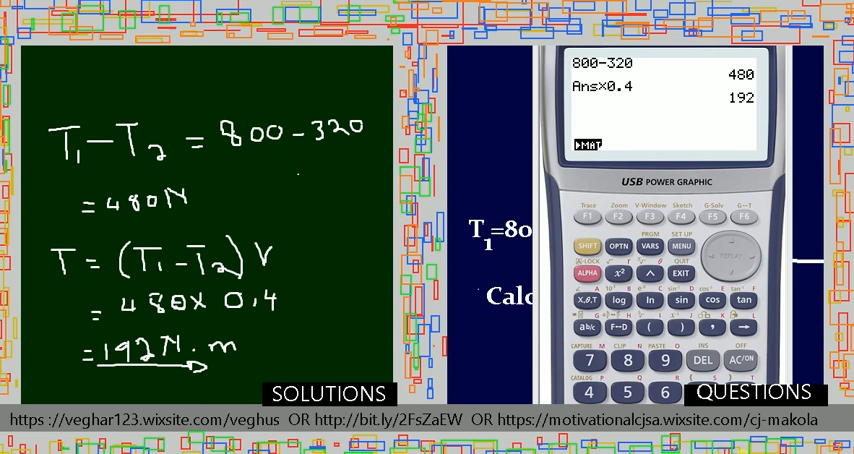 T₁ - T₂ = 800 - 320
= 480N
T = (T₁ - T₂) r
= 480 x 0.4
= 192 N.m
SOLUTIONS
T₁=80
Calc
800-320
480
Ans×0.4
192
▶MAT
USB POWER GRAPHIC
Trace Zoom V-Window Sketch G-Solv G↔T
F1 F2 F3 F4 F5 F6
PRGM SET UP
SHIFT OPTN VARS MENU
REPLAY
A-LOCK QUIT
ALPHA x² ^ EXIT
X,θ,T log ln sin cos tan
a b/c F↔D ( ) , →
CAPTURE CLIP PASTE INS OFF
7 8 9 DEL AC/ON
CATALOG
4 5 6
QUESTIONS
https://veghar123.wixsite.com/veghus OR http://bit.ly/2FsZaEW OR https://motivationalcjsa.wixsite.com/cj-makola